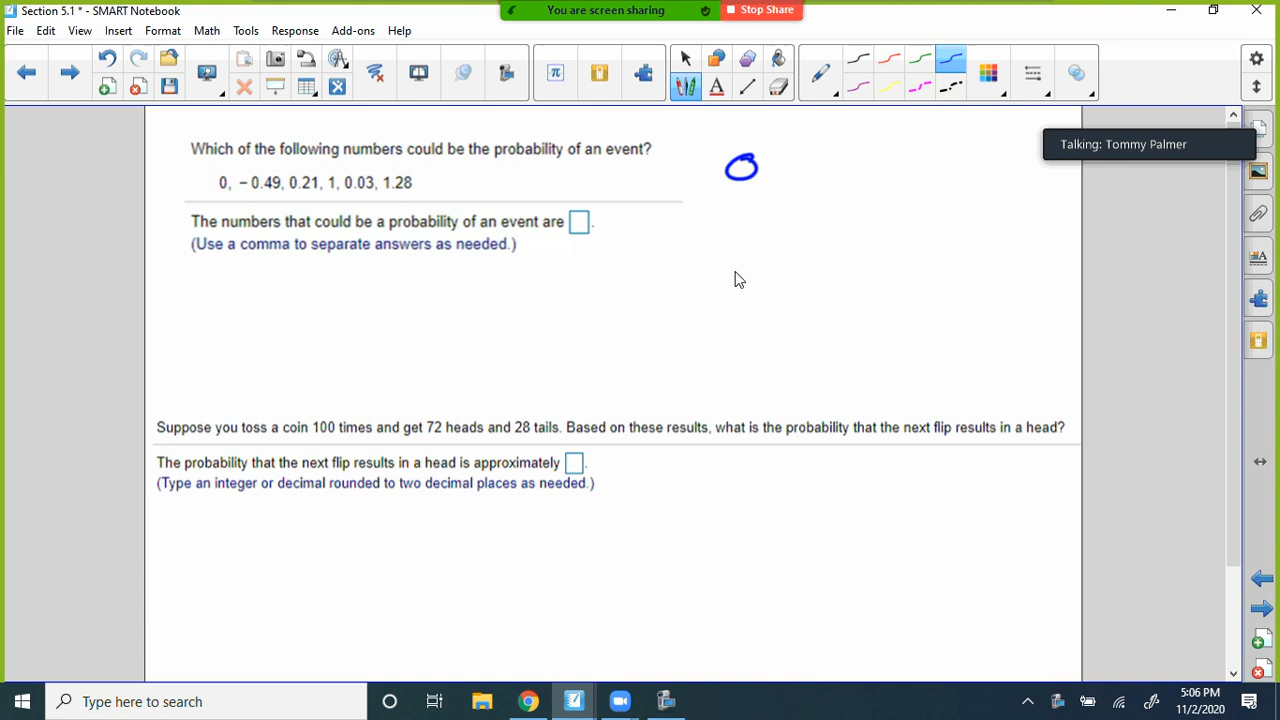 Section 5.1 * - SMART Notebook
You are screen sharing
Stop Share
File Edit View Insert Format Math Tools Response Add-ons Help
π
A
Talking: Tommy Palmer
Which of the following numbers could be the probability of an event?
0, − 0.49, 0.21, 1, 0.03, 1.28
The numbers that could be a probability of an event are .
(Use a comma to separate answers as needed.)
0
Suppose you toss a coin 100 times and get 72 heads and 28 tails. Based on these results, what is the probability that the next flip results in a head?
The probability that the next flip results in a head is approximately .
(Type an integer or decimal rounded to two decimal places as needed.)
Type here to search
5:06 PM
11/2/2020